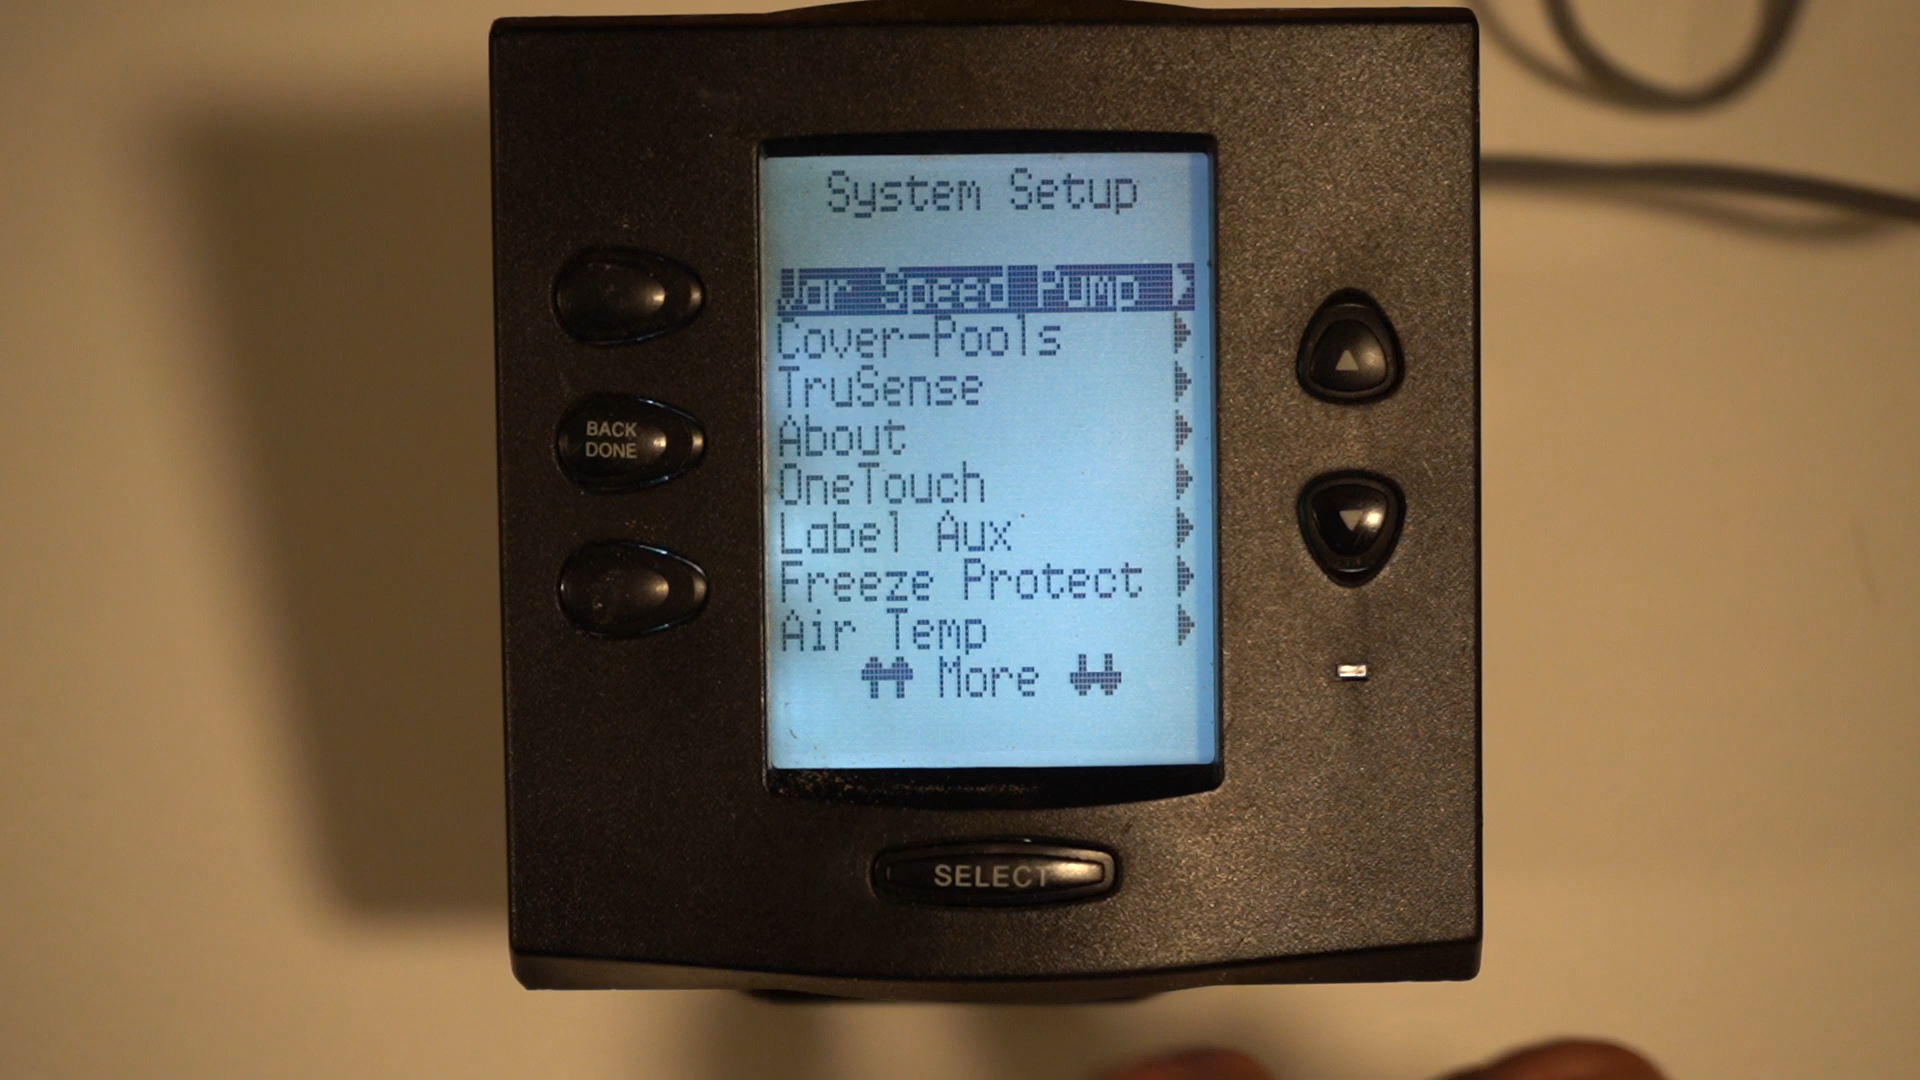 System Setup
Var Speed Pump
Cover-Pools
TruSense
About
OneTouch
Label Aux
Freeze Protect
Air Temp
More
BACK
DONE
SELECT